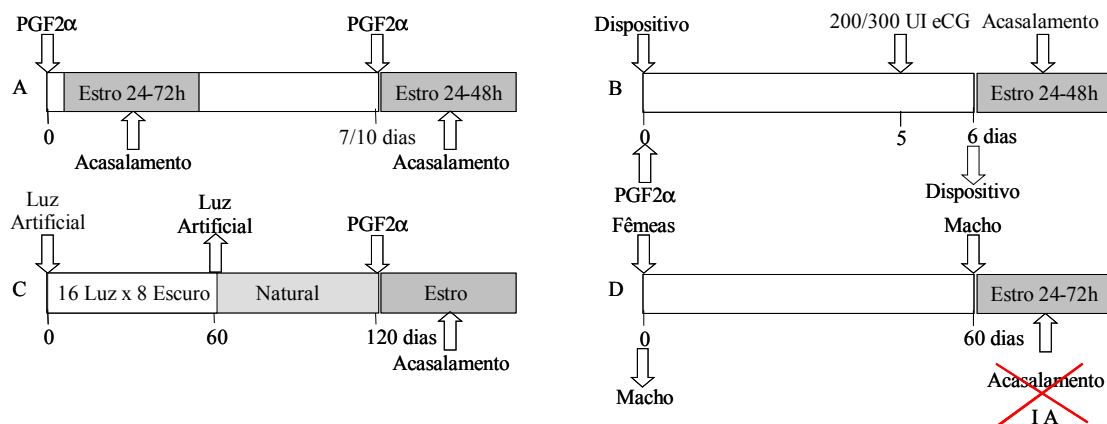 PGF2α
PGF2α
A
Estro 24-72h
Estro 24-48h
0
7/10 dias
Acasalamento
Acasalamento
Dispositivo
200/300 UI eCG
Acasalamento
B
Estro 24-48h
0
5
6 dias
PGF2α
Dispositivo
Luz
Artificial
Luz
Artificial
PGF2α
C
16 Luz x 8 Escuro
Natural
Estro
0
60
120 dias
Acasalamento
Fêmeas
Macho
D
Estro 24-72h
0
60 dias
Macho
Acasalamento
I A